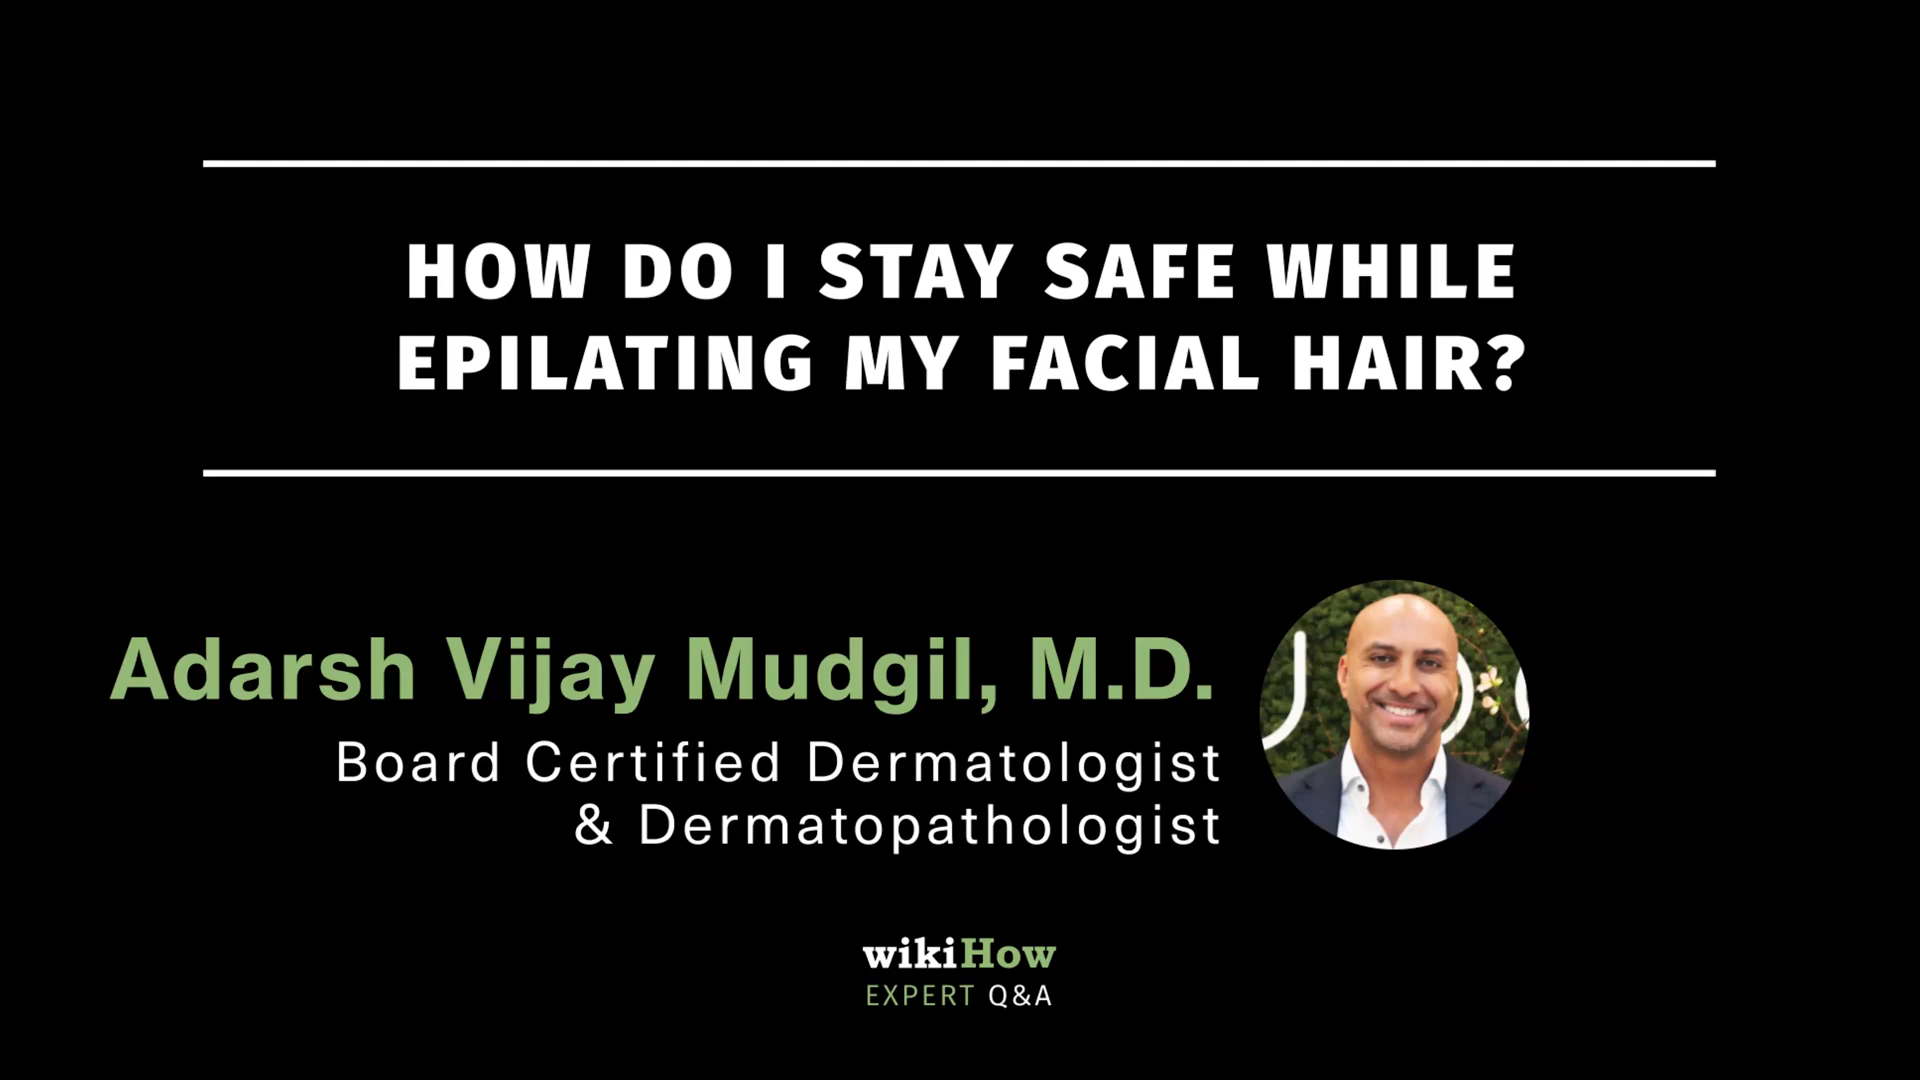 HOW DO I STAY SAFE WHILE
EPILATING MY FACIAL HAIR?
Adarsh Vijay Mudgil, M.D.
Board Certified Dermatologist
& Dermatopathologist
wikiHow
EXPERT Q&A